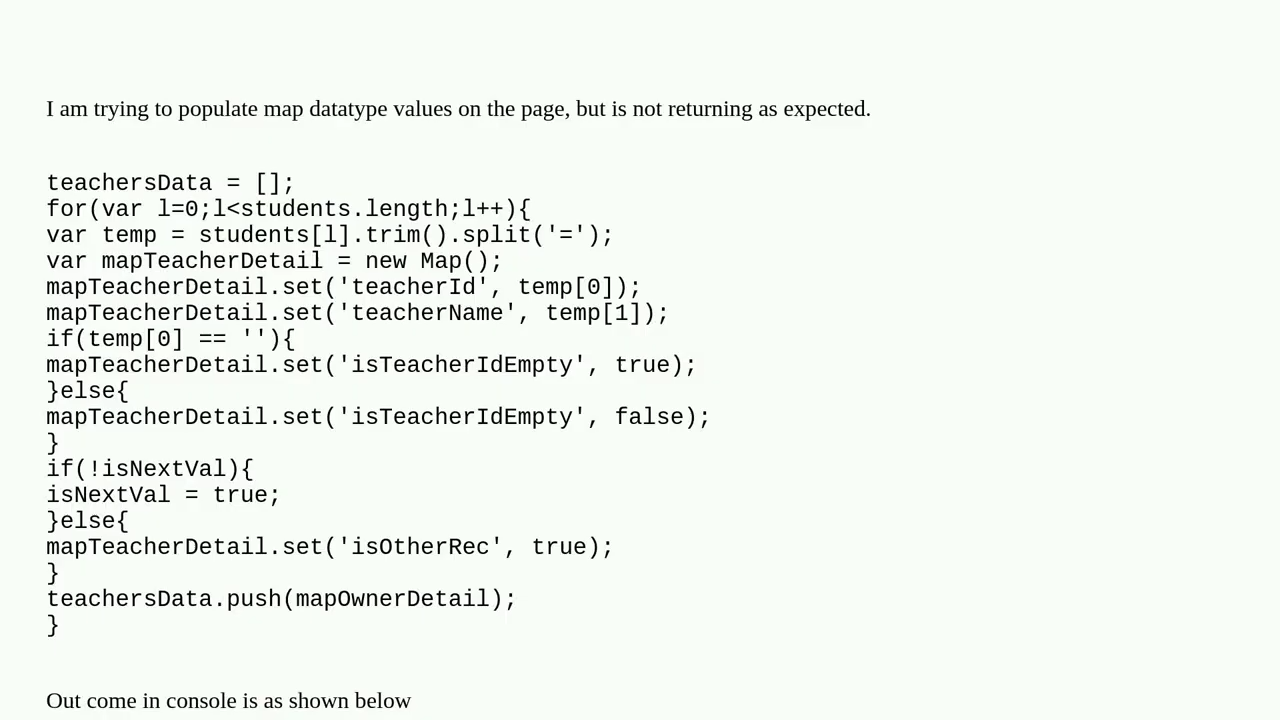 I am trying to populate map datatype values on the page, but is not returning as expected.
teachersData = [];
for(var l=0;l<students.length;l++){
var temp = students[l].trim().split('=');
var mapTeacherDetail = new Map();
mapTeacherDetail.set('teacherId', temp[0]);
mapTeacherDetail.set('teacherName', temp[1]);
if(temp[0] == ''){
mapTeacherDetail.set('isTeacherIdEmpty', true);
}else{
mapTeacherDetail.set('isTeacherIdEmpty', false);
}
if(!isNextVal){
isNextVal = true;
}else{
mapTeacherDetail.set('isOtherRec', true);
}
teachersData.push(mapOwnerDetail);
}
Out come in console is as shown below